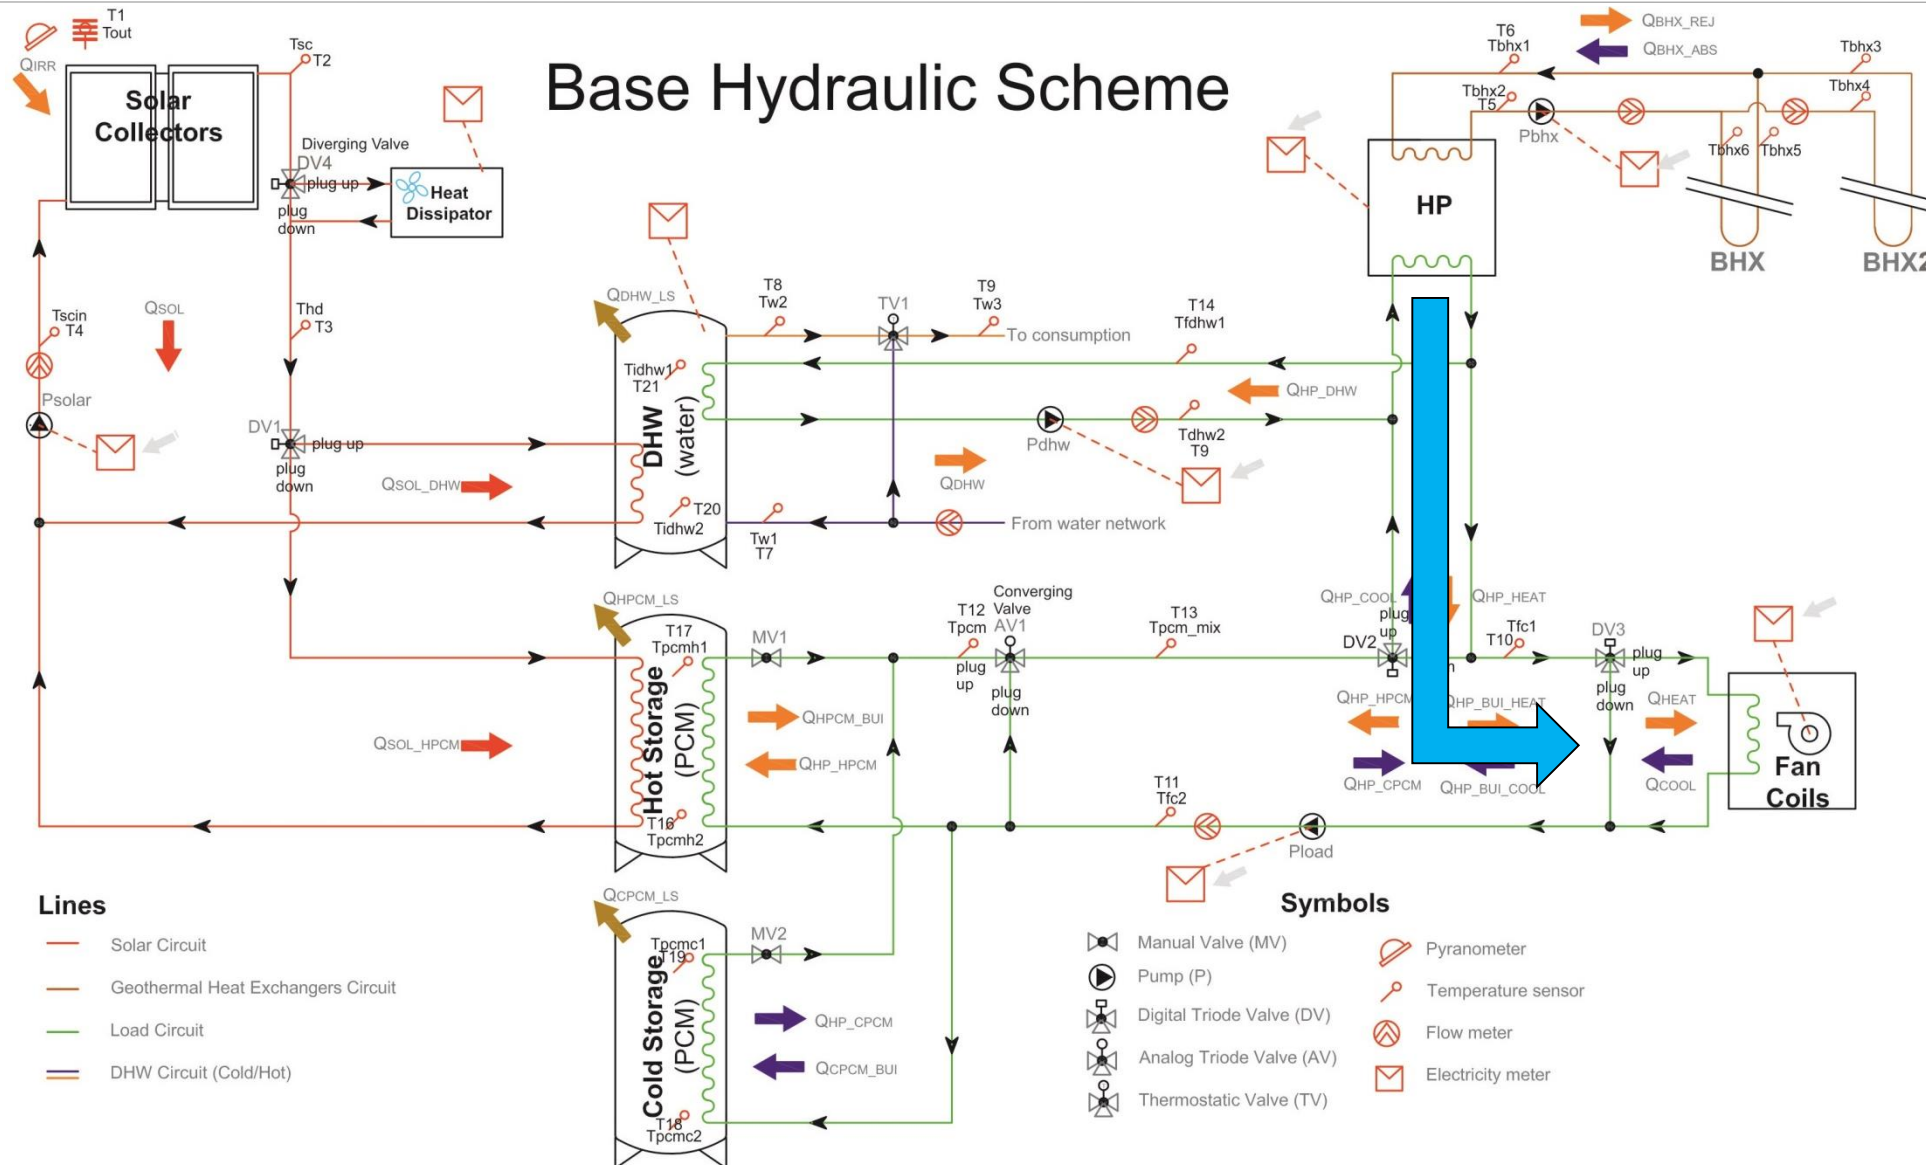 Base Hydraulic Scheme
T1
Tout
QIRR
Solar
Collectors
Tsc
T2
Diverging Valve
DV4
plug up
plug
down
Heat
Dissipator
Tscin
T4
QSOL
Thd
T3
Psolar
DV1
plug up
plug
down
QSOL_DHW
QDHW_LS
T8
Tw2
TV1
T9
Tw3
To consumption
T14
Tfdhw1
Tidhw1
T21
DHW
(water)
QHP_DHW
Pdhw
Tdhw2
T9
QDHW
T20
Tidhw2
Tw1
T7
From water network
QBHX_REJ
QBHX_ABS
T6
Tbhx1
Tbhx2
T5
Pbhx
Tbhx3
Tbhx4
Tbhx6
Tbhx5
HP
BHX
BHX2
QHPCM_LS
T17
Tpcmh1
MV1
Hot Storage
(PCM)
T16
Tpcmh2
QSOL_HPCM
QHPCM_BUI
QHP_HPCM
T12
Tpcm
plug
up
Converging
Valve
AV1
plug
down
T13
Tpcm_mix
QHP_COOL
plug
up
DV2
QHP_HEAT
T10
Tfc1
DV3
plug
up
plug
down
QHP_HPCM
QHP_BUI_HEAT
QHEAT
QHP_CPCM
QHP_BUI_COOL
QCOOL
Fan
Coils
T11
Tfc2
Pload
QCPCM_LS
Tpcmc1
T19
MV2
Cold Storage
(PCM)
QHP_CPCM
QCPCM_BUI
T18
Tpcmc2
Lines
Solar Circuit
Geothermal Heat Exchangers Circuit
Load Circuit
DHW Circuit (Cold/Hot)
Symbols
Manual Valve (MV)
Pump (P)
Digital Triode Valve (DV)
Analog Triode Valve (AV)
Thermostatic Valve (TV)
Pyranometer
Temperature sensor
Flow meter
Electricity meter